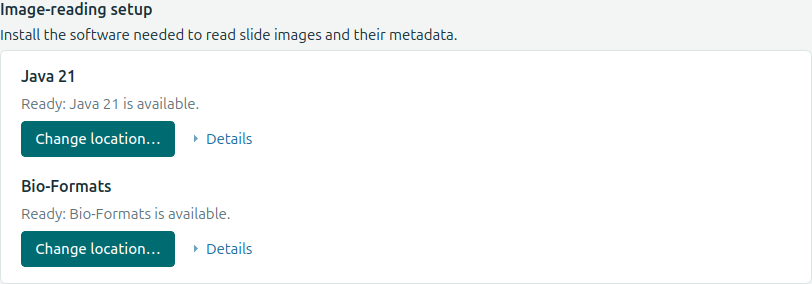 Image-reading setup
Install the software needed to read slide images and their metadata.
Java 21
Ready: Java 21 is available.
Change location… Details
Bio-Formats
Ready: Bio-Formats is available.
Change location… Details